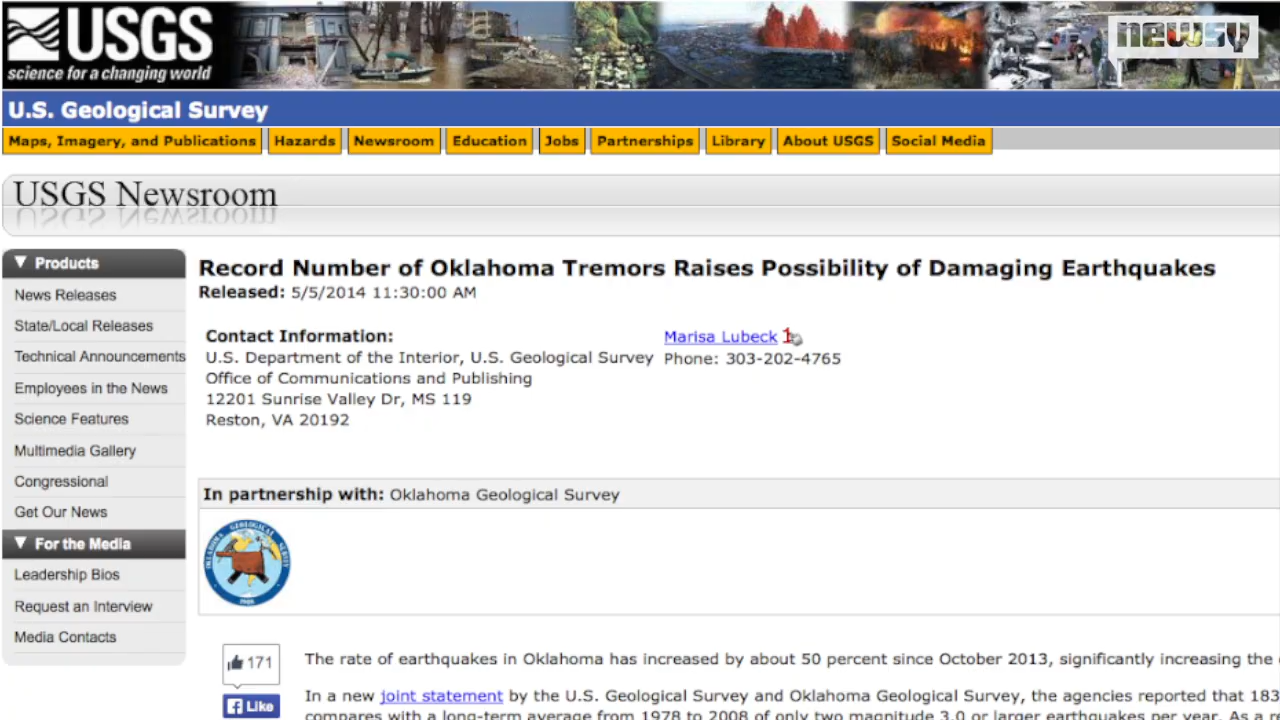 USGS
science for a changing world
newsy
U.S. Geological Survey
Maps, Imagery, and Publications Hazards Newsroom Education Jobs Partnerships Library About USGS Social Media
USGS Newsroom
▼ Products
News Releases
State/Local Releases
Technical Announcements
Employees in the News
Science Features
Multimedia Gallery
Congressional
Get Our News
▼ For the Media
Leadership Bios
Request an Interview
Media Contacts
Record Number of Oklahoma Tremors Raises Possibility of Damaging Earthquakes
Released: 5/5/2014 11:30:00 AM
Contact Information:
U.S. Department of the Interior, U.S. Geological Survey
Office of Communications and Publishing
12201 Sunrise Valley Dr, MS 119
Reston, VA 20192
Marisa Lubeck 1
Phone: 303-202-4765
In partnership with: Oklahoma Geological Survey
OKLAHOMA GEOLOGICAL SURVEY
171
Like
The rate of earthquakes in Oklahoma has increased by about 50 percent since October 2013, significantly increasing the
In a new joint statement by the U.S. Geological Survey and Oklahoma Geological Survey, the agencies reported that 183
compares with a long-term average from 1978 to 2008 of only two magnitude 3.0 or larger earthquakes per year. As a